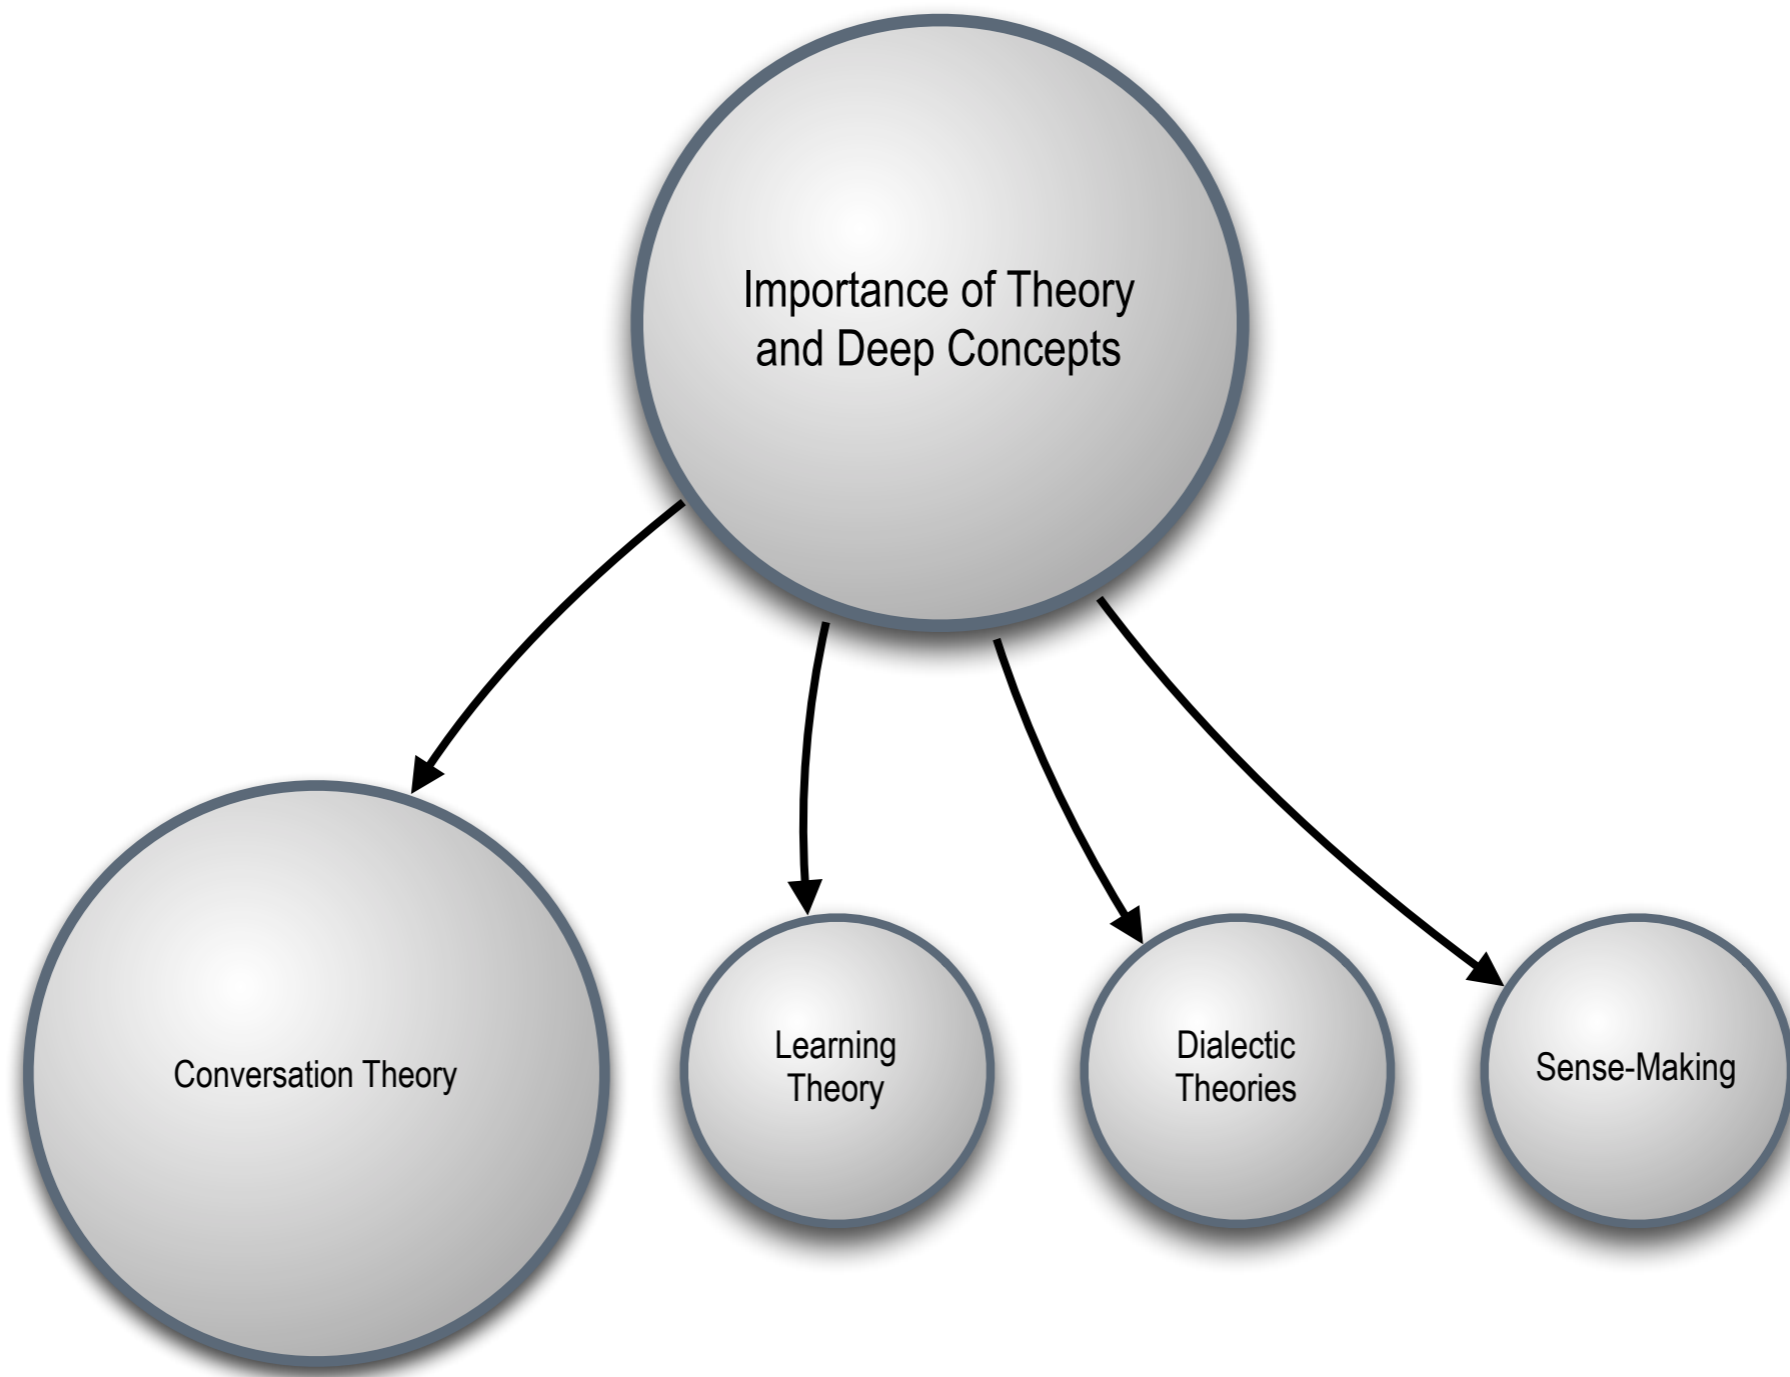 Importance of Theory
and Deep Concepts
Conversation Theory
Learning
Theory
Dialectic
Theories
Sense-Making